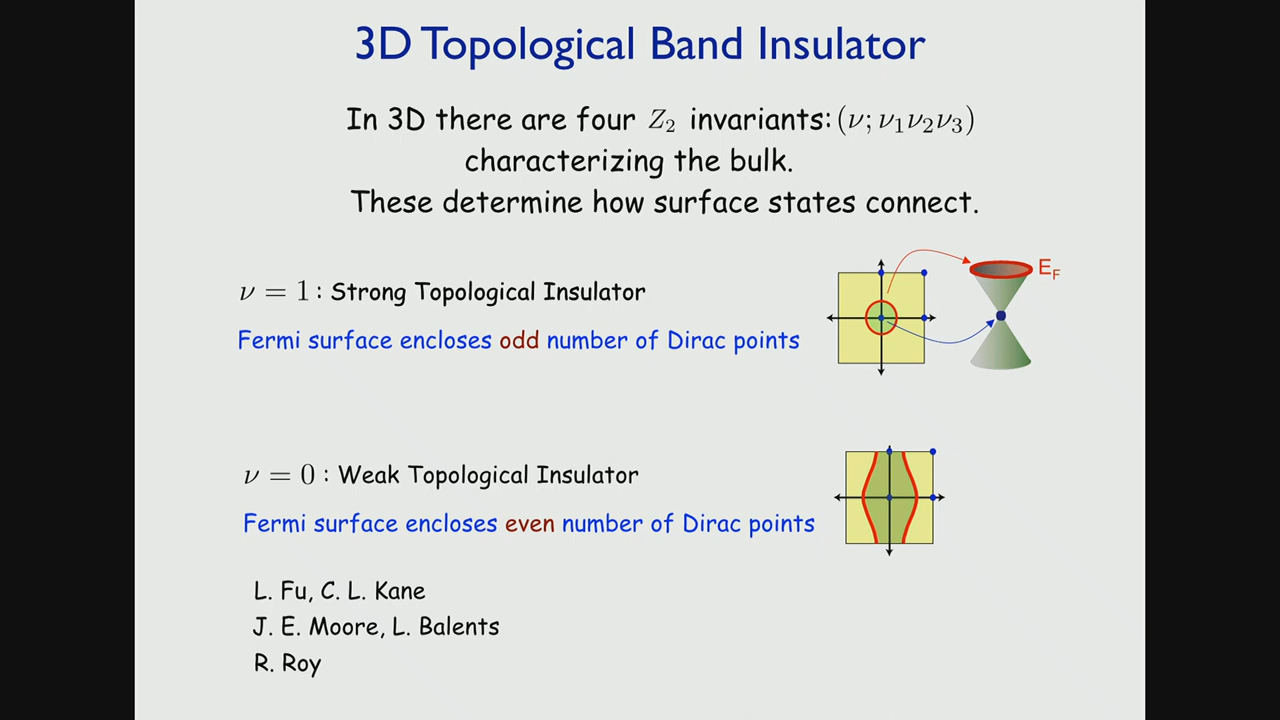 3D Topological Band Insulator
In 3D there are four Z₂ invariants: (ν; ν₁ν₂ν₃)
characterizing the bulk.
These determine how surface states connect.
E_F
ν = 1 : Strong Topological Insulator
Fermi surface encloses odd number of Dirac points
ν = 0 : Weak Topological Insulator
Fermi surface encloses even number of Dirac points
L. Fu, C. L. Kane
J. E. Moore, L. Balents
R. Roy